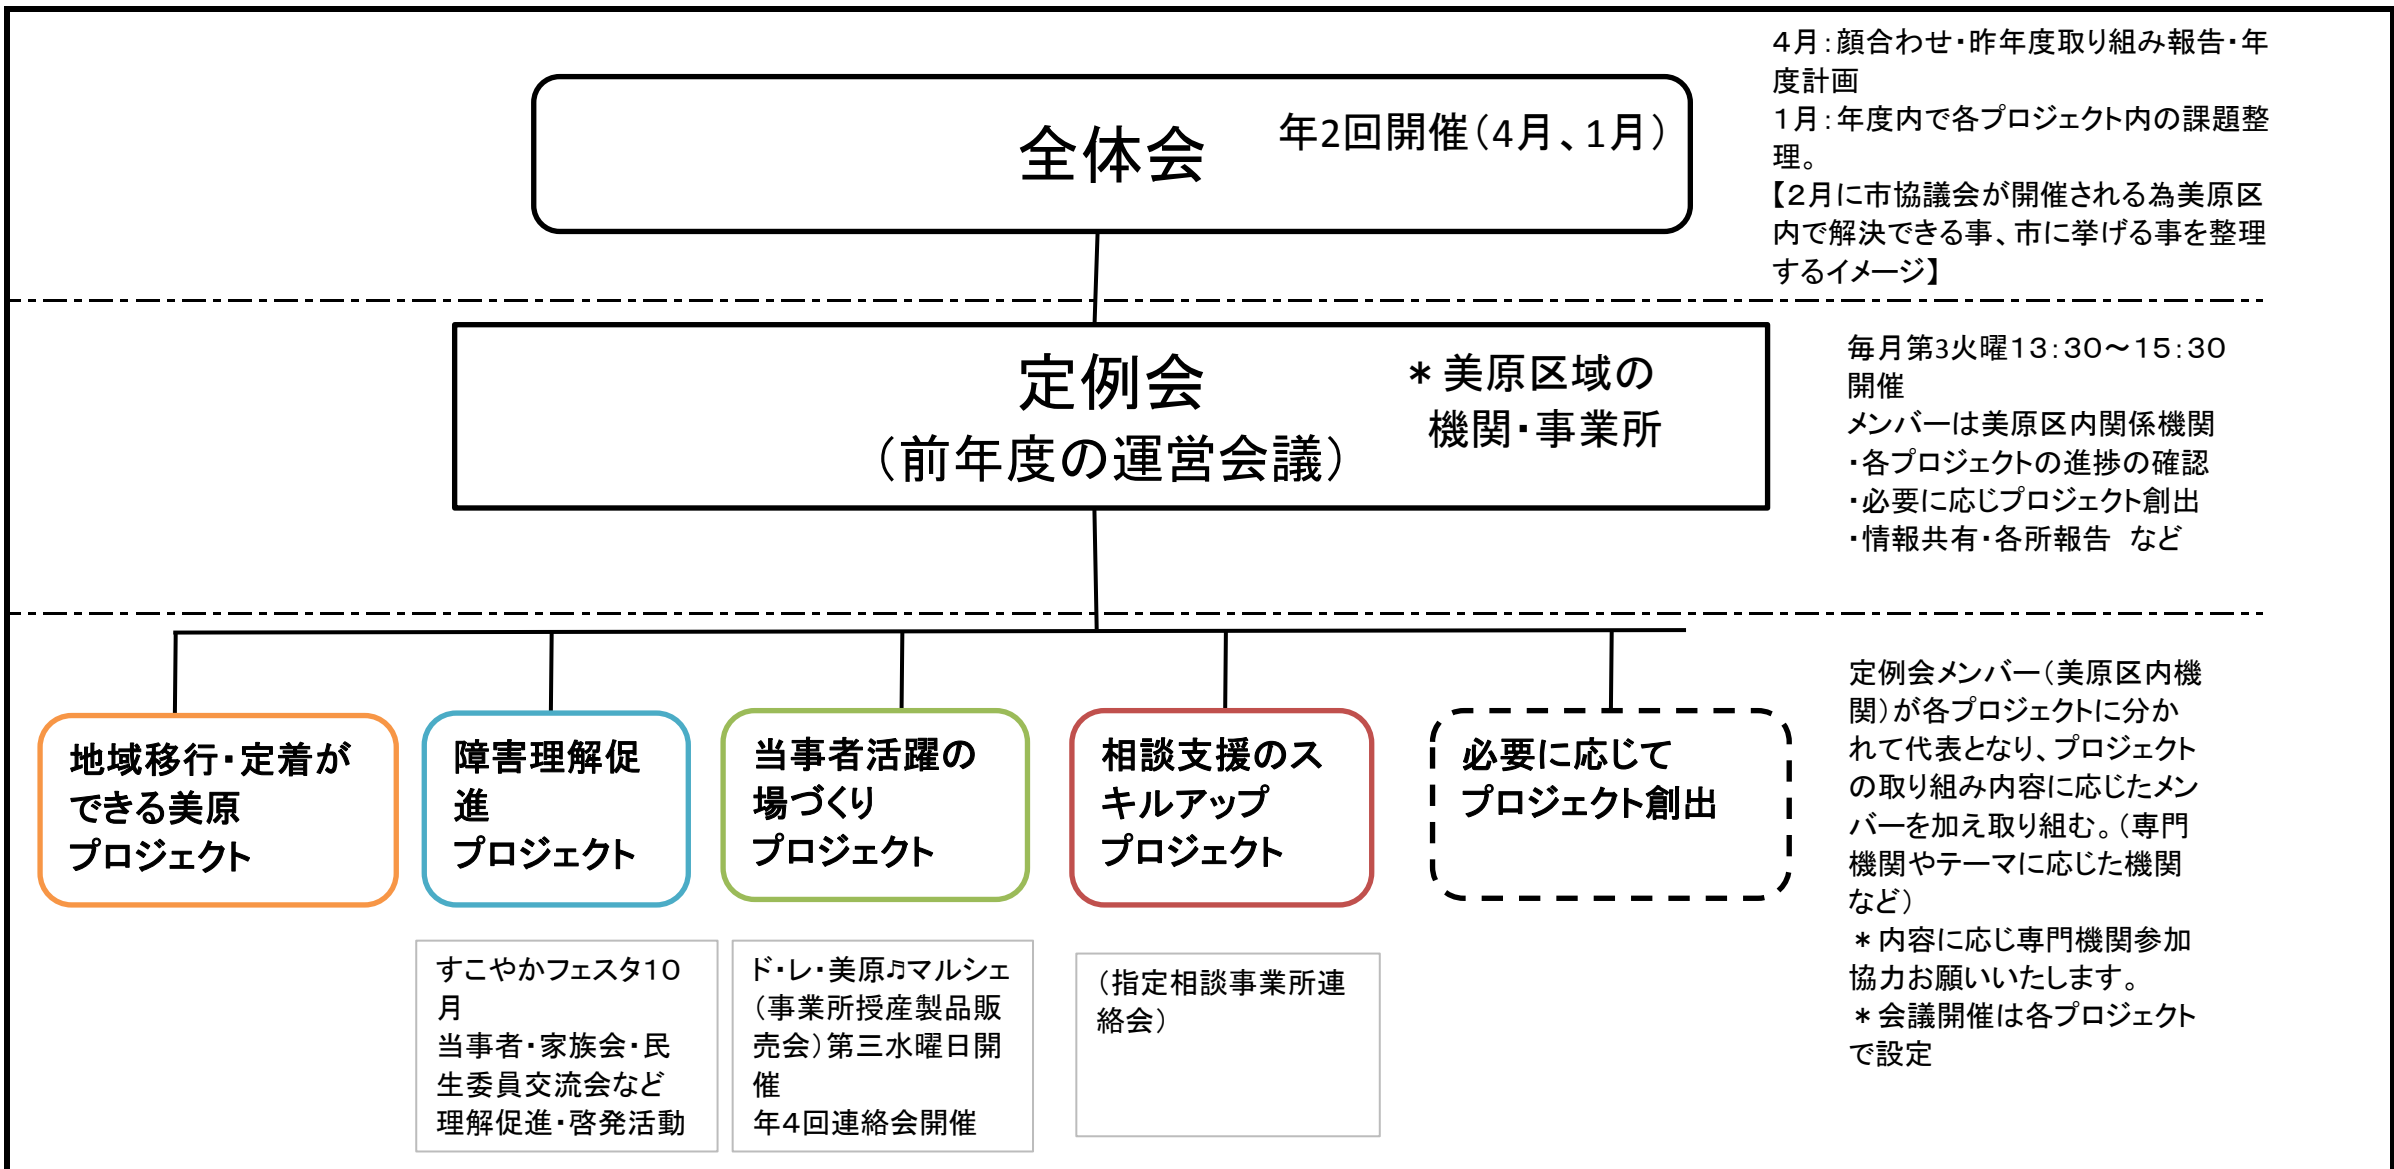 4月：顔合わせ・昨年度取り組み報告・年
度計画
1月：年度内で各プロジェクト内の課題整
理。
【2月に市協議会が開催される為美原区
内で解決できる事、市に挙げる事を整理
するイメージ】
全体会
年2回開催（4月、1月）
定例会
（前年度の運営会議）
＊美原区域の
機関・事業所
毎月第3火曜13：30～15：30
開催
メンバーは美原区内関係機関
・各プロジェクトの進捗の確認
・必要に応じプロジェクト創出
・情報共有・各所報告　など
地域移行・定着が
できる美原
プロジェクト
障害理解促
進
プロジェクト
当事者活躍の
場づくり
プロジェクト
相談支援のス
キルアップ
プロジェクト
必要に応じて
プロジェクト創出
定例会メンバー（美原区内機
関）が各プロジェクトに分か
れて代表となり、プロジェクト
の取り組み内容に応じたメン
バーを加え取り組む。（専門
機関やテーマに応じた機関
など）
＊内容に応じ専門機関参加
協力お願いいたします。
＊会議開催は各プロジェクト
で設定
すこやかフェスタ10
月
当事者・家族会・民
生委員交流会など
理解促進・啓発活動
ド・レ・美原♬マルシェ
（事業所授産製品販
売会）第三水曜日開
催
年4回連絡会開催
（指定相談事業所連
絡会）